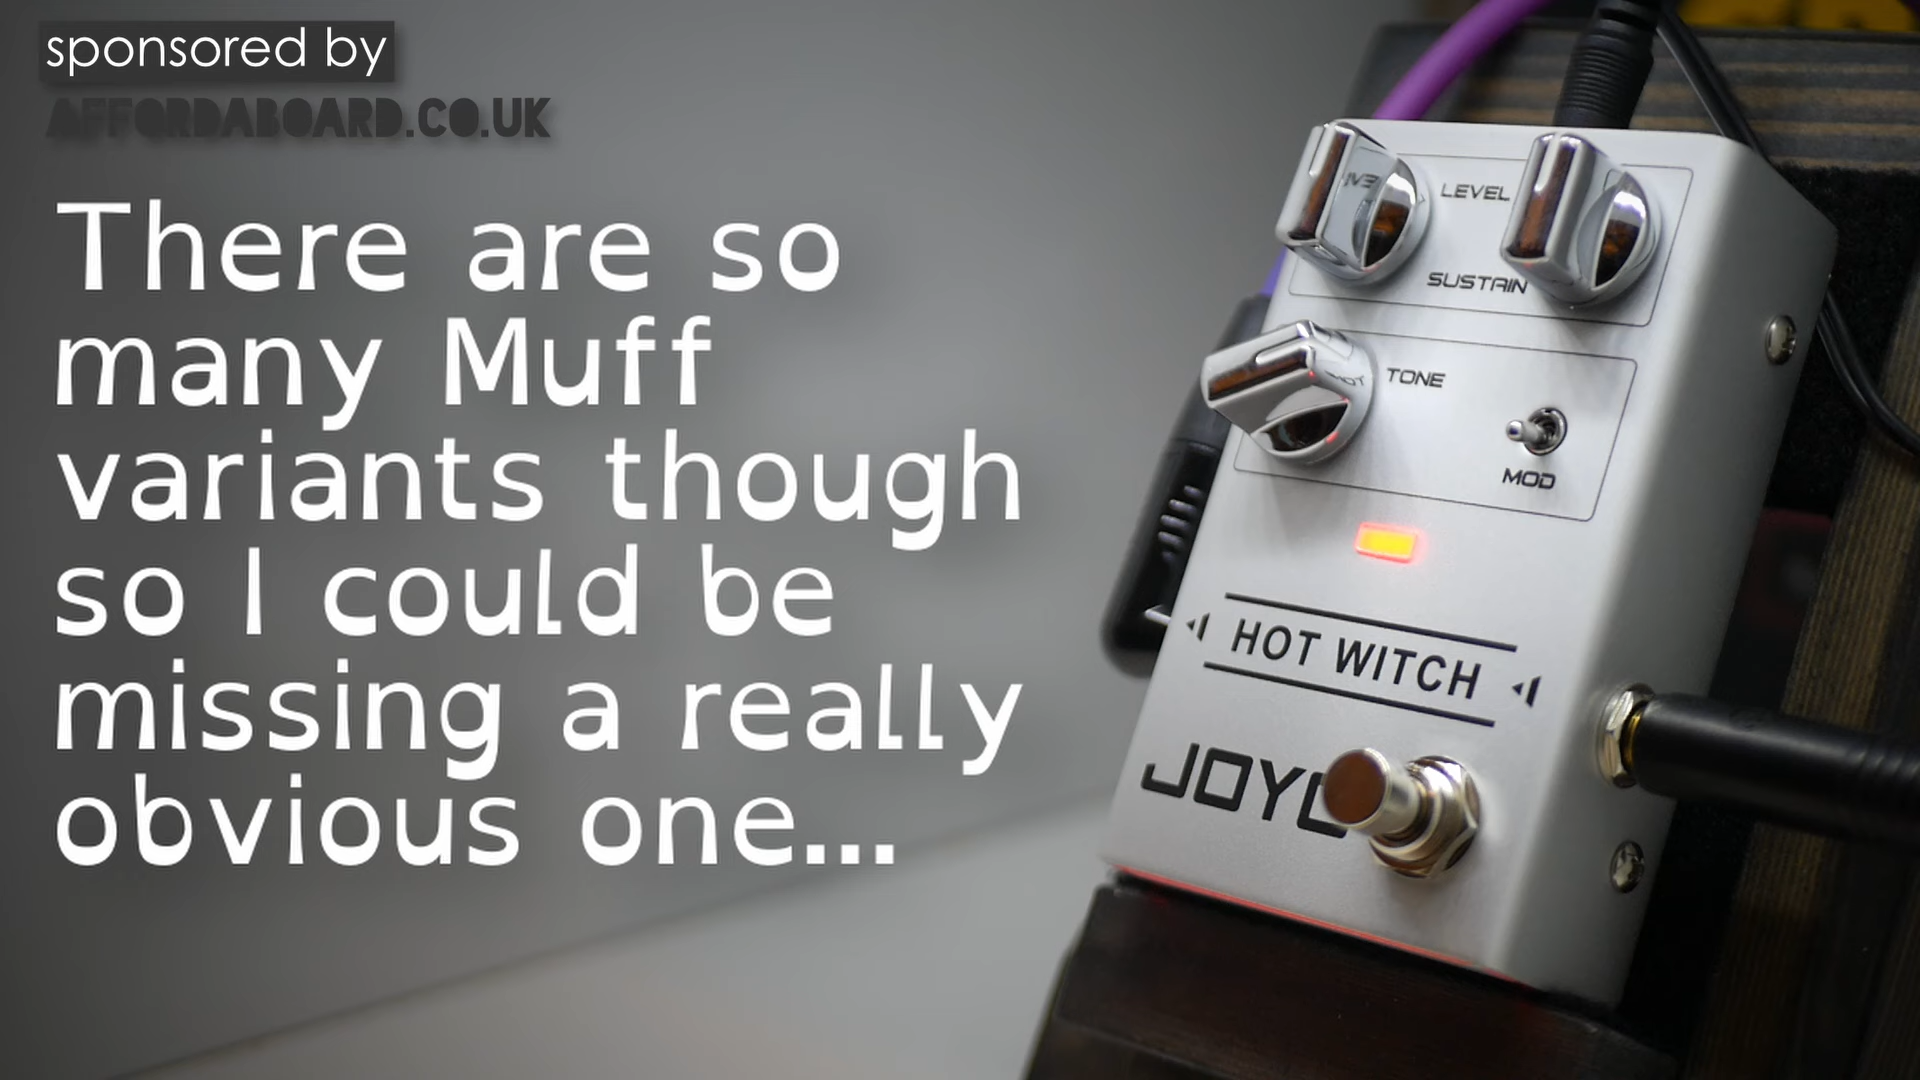 sponsored by
AFFORDABOARD.CO.UK
There are so
many Muff
variants though
so I could be
missing a really
obvious one...
LEVEL
SUSTAIN
TONE
MOD
HOT WITCH
JOYO